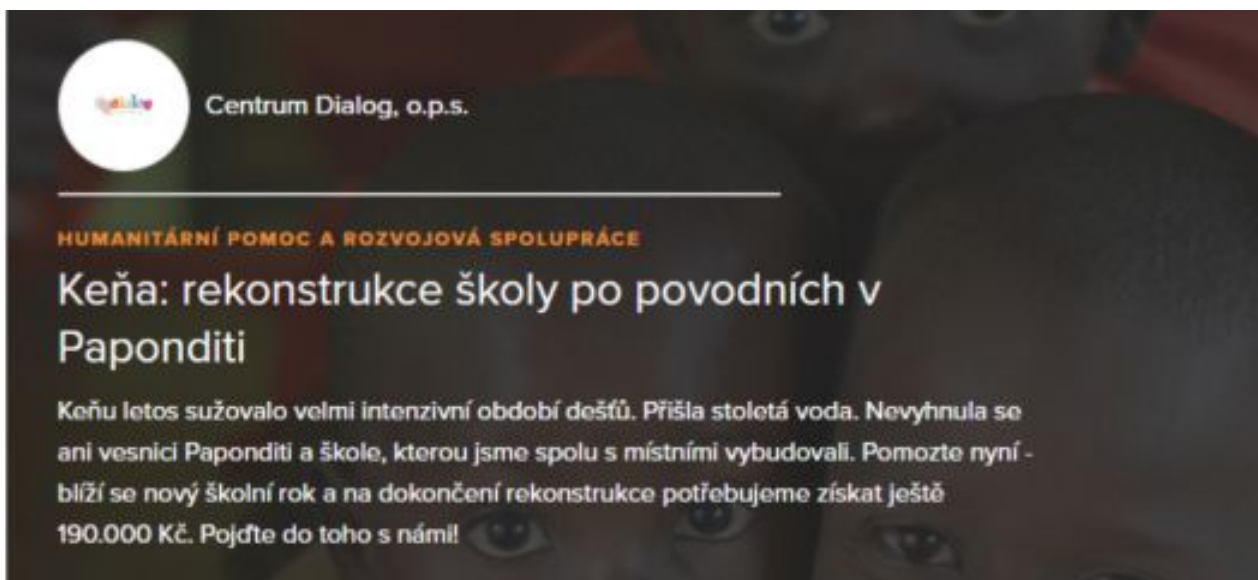 Centrum Dialog, o.p.s.
HUMANITÁRNÍ POMOC A ROZVOJOVÁ SPOLUPRÁCE
Keňa: rekonstrukce školy po povodních v
Paponditi
Keňu letos sužovalo velmi intenzivní období dešťů. Přišla stoletá voda. Nevyhnula se
ani vesnici Paponditi a škole, kterou jsme spolu s místními vybudovali. Pomozte nyní -
blíží se nový školní rok a na dokončení rekonstrukce potřebujeme získat ještě
190.000 Kč. Pojďte do toho s námi!